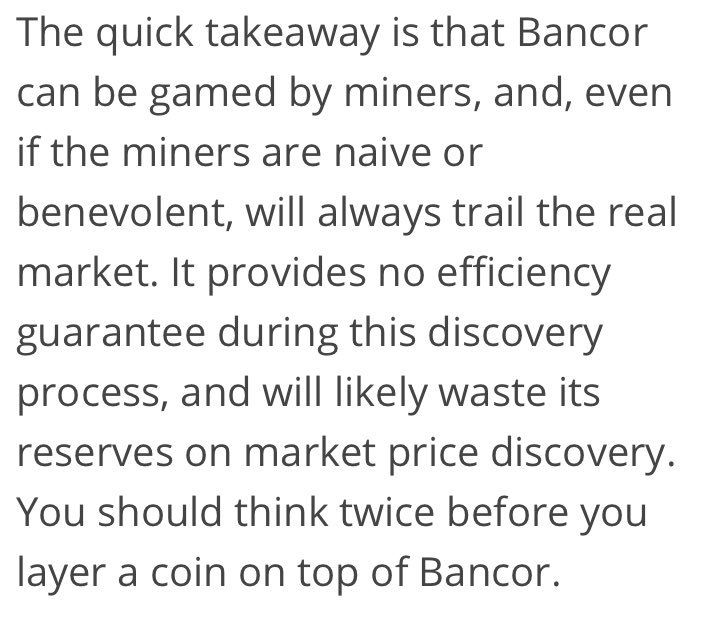 The quick takeaway is that Bancor
can be gamed by miners, and, even
if the miners are naive or
benevolent, will always trail the real
market. It provides no efficiency
guarantee during this discovery
process, and will likely waste its
reserves on market price discovery.
You should think twice before you
layer a coin on top of Bancor.